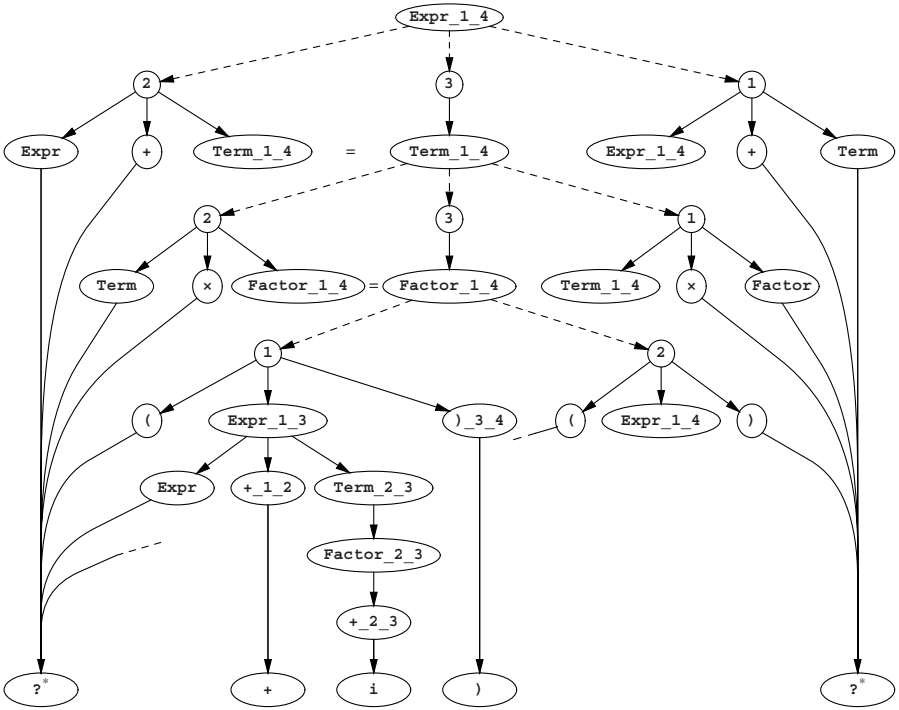 Expr_1_4
2 3 1
Expr + Term_1_4 = Term_1_4 Expr_1_4 + Term
2 3 1
Term × Factor_1_4 = Factor_1_4 Term_1_4 × Factor
1 2
( Expr_1_3 )_3_4 ( Expr_1_4 )
Expr +_1_2 Term_2_3
Factor_2_3
+_2_3
?* + i ) ?*